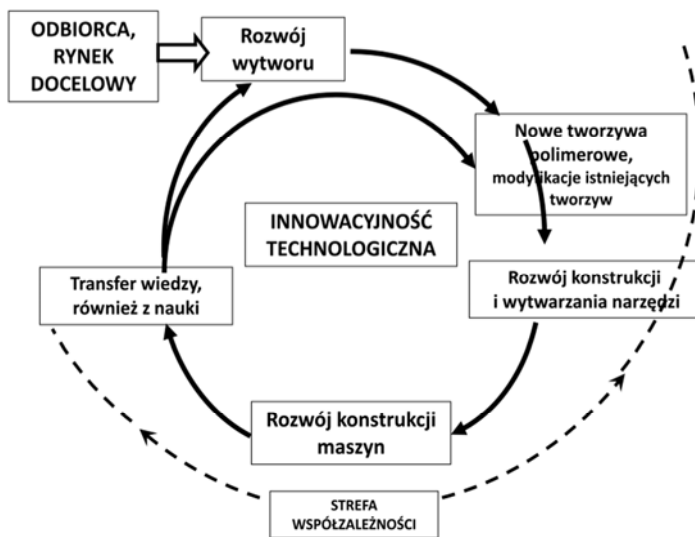 ODBIORCA,
RYNEK
DOCELOWY
Rozwój
wytworu
Nowe tworzywa
polimerowe,
modyfikacje istniejących
tworzyw
INNOWACYJNOŚĆ
TECHNOLOGICZNA
Transfer wiedzy,
również z nauki
Rozwój konstrukcji
i wytwarzania narzędzi
Rozwój konstrukcji
maszyn
STREFA
WSPÓŁZALEŻNOŚCI